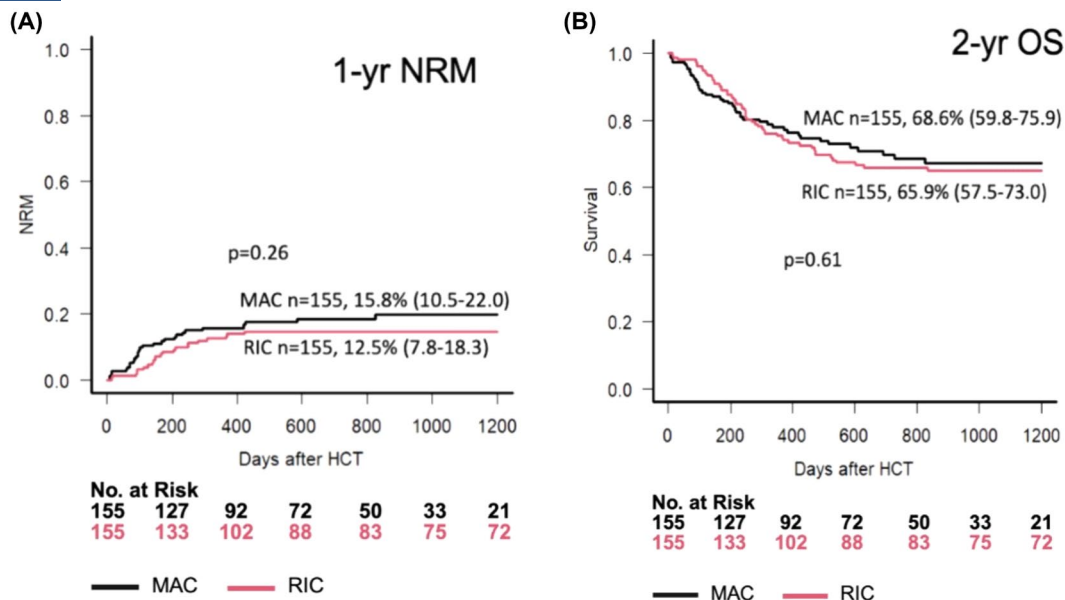 (A)
1-yr NRM
NRM
1.0
0.8
0.6
0.4
0.2
0.0
p=0.26
MAC n=155, 15.8% (10.5-22.0)
RIC n=155, 12.5% (7.8-18.3)
0 200 400 600 800 1000 1200
Days after HCT
No. at Risk
155 127 92 72 50 33 21
155 133 102 88 83 75 72
MAC RIC
(B)
2-yr OS
Survival
1.0
0.8
0.6
0.4
0.2
0.0
MAC n=155, 68.6% (59.8-75.9)
RIC n=155, 65.9% (57.5-73.0)
p=0.61
0 200 400 600 800 1000 1200
Days after HCT
No. at Risk
155 127 92 72 50 33 21
155 133 102 88 83 75 72
MAC RIC